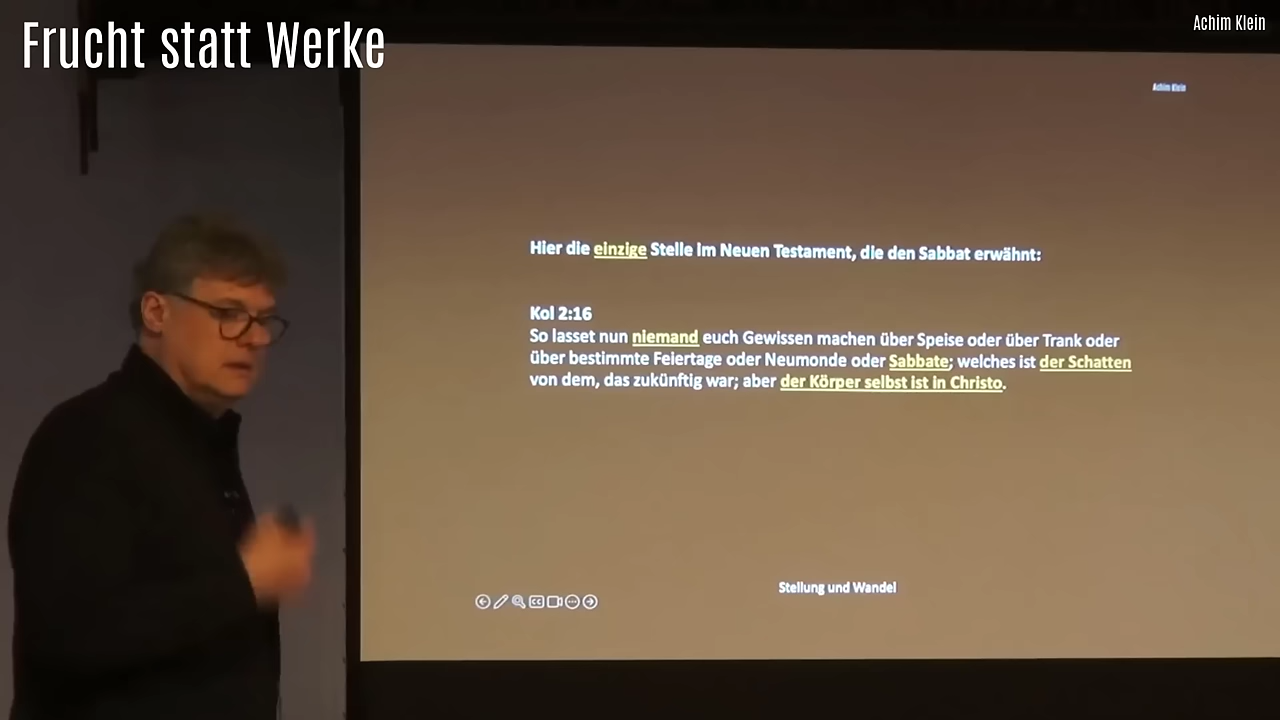 Frucht statt Werke
Achim Klein
Achim Klein
Hier die einzige Stelle im Neuen Testament, die den Sabbat erwähnt:
Kol 2:16
So lasset nun niemand euch Gewissen machen über Speise oder über Trank oder
über bestimmte Feiertage oder Neumonde oder Sabbate; welches ist der Schatten
von dem, das zukünftig war; aber der Körper selbst ist in Christo.
Stellung und Wandel